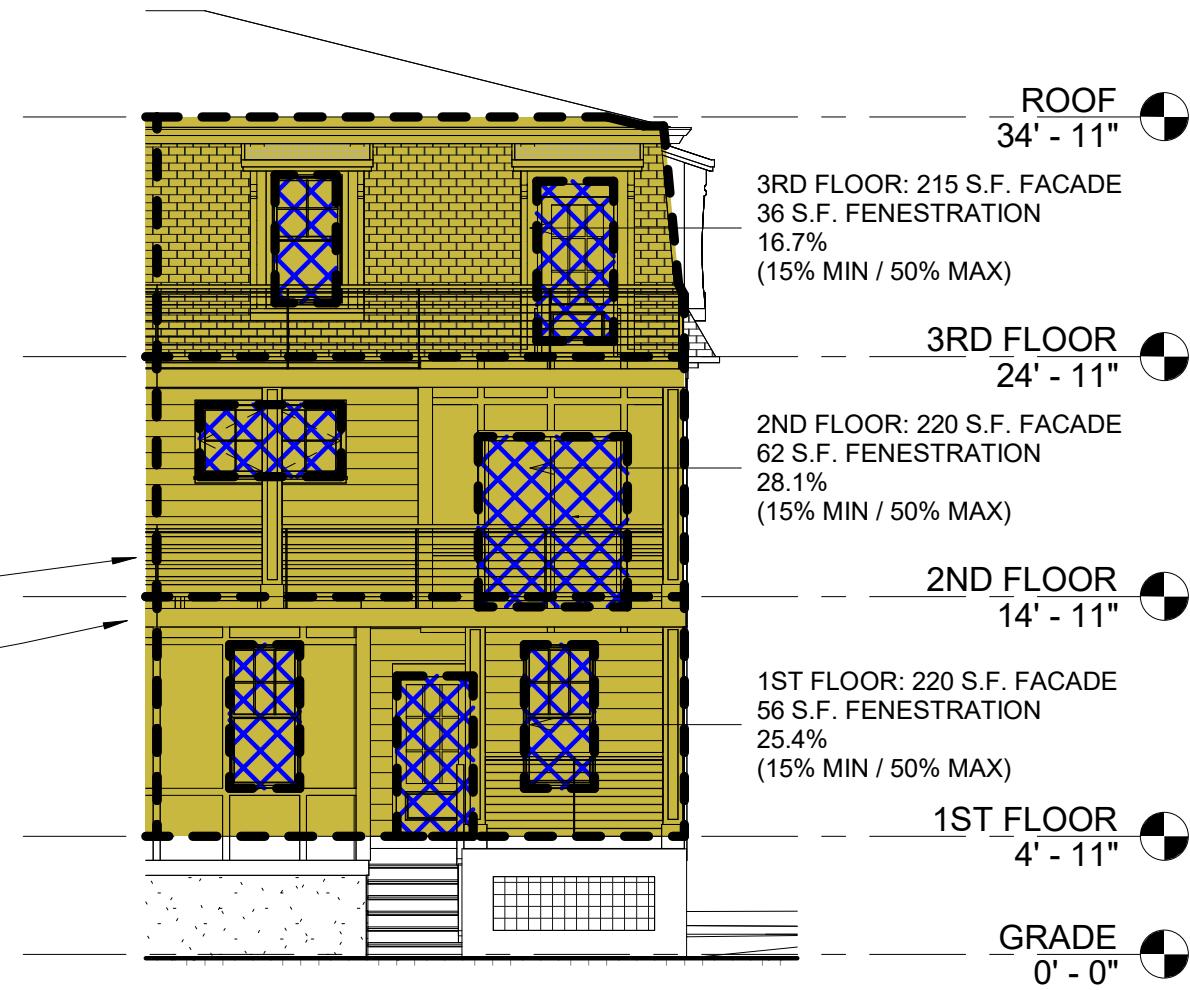 ROOF
34' - 11"
3RD FLOOR: 215 S.F. FACADE
36 S.F. FENESTRATION
16.7%
(15% MIN / 50% MAX)
3RD FLOOR
24' - 11"
2ND FLOOR: 220 S.F. FACADE
62 S.F. FENESTRATION
28.1%
(15% MIN / 50% MAX)
2ND FLOOR
14' - 11"
1ST FLOOR: 220 S.F. FACADE
56 S.F. FENESTRATION
25.4%
(15% MIN / 50% MAX)
1ST FLOOR
4' - 11"
GRADE
0' - 0"